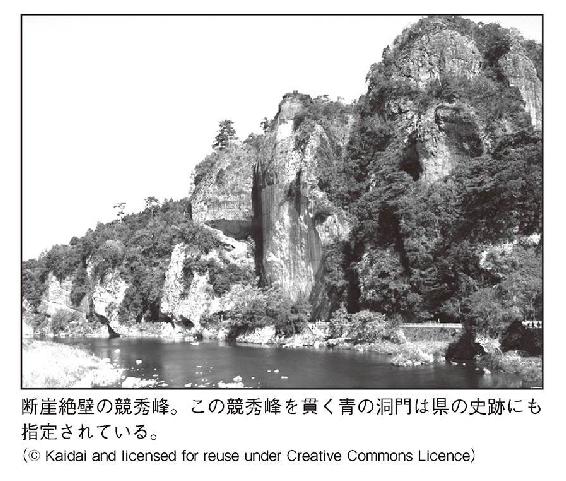 断崖絶壁の競秀峰。この競秀峰を貫く青の洞門は県の史跡にも
指定されている。
(© Kaidai and licensed for reuse under Creative Commons Licence)